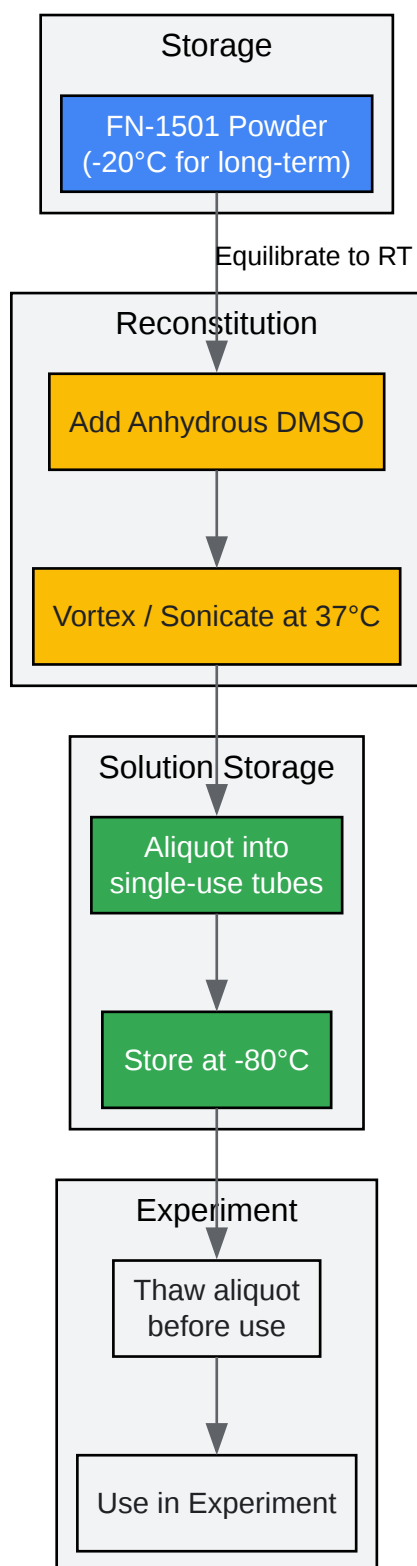 Storage
FN-1501 Powder
(-20°C for long-term)
Equilibrate to RT
Reconstitution
Add Anhydrous DMSO
Vortex / Sonicate at 37°C
Solution Storage
Aliquot into
single-use tubes
Store at -80°C
Experiment
Thaw aliquot
before use
Use in Experiment